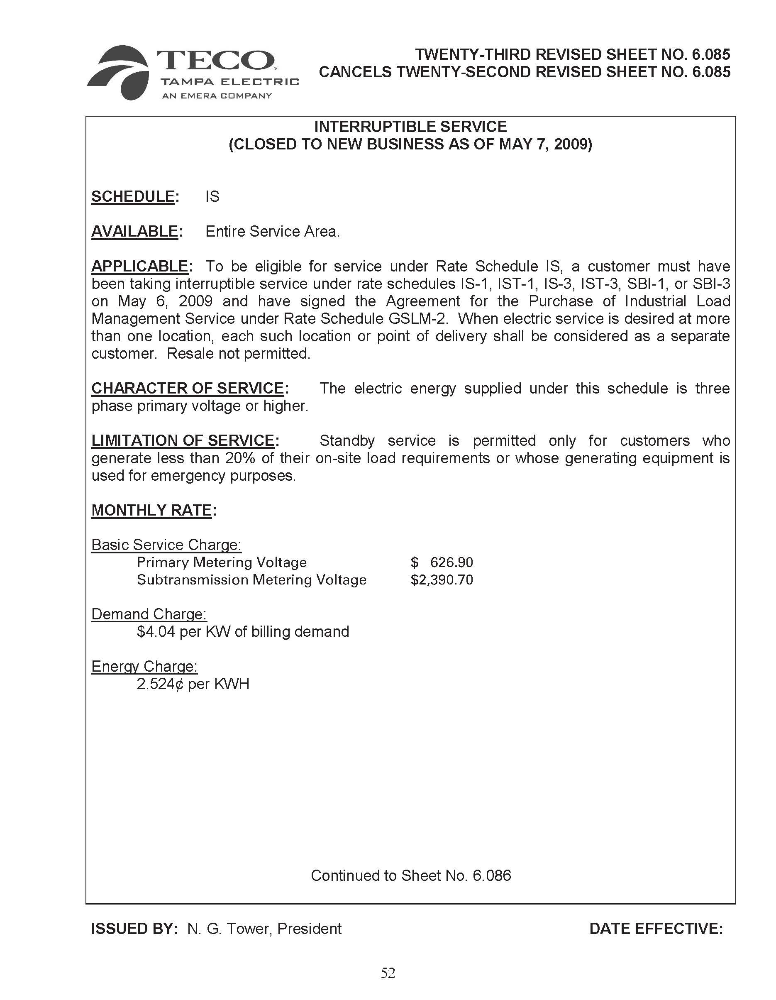 TECO®
TAMPA ELECTRIC
AN EMERA COMPANY
TWENTY-THIRD REVISED SHEET NO. 6.085
CANCELS TWENTY-SECOND REVISED SHEET NO. 6.085
INTERRUPTIBLE SERVICE
(CLOSED TO NEW BUSINESS AS OF MAY 7, 2009)
SCHEDULE: IS
AVAILABLE: Entire Service Area.
APPLICABLE: To be eligible for service under Rate Schedule IS, a customer must have
been taking interruptible service under rate schedules IS-1, IST-1, IS-3, IST-3, SBI-1, or SBI-3
on May 6, 2009 and have signed the Agreement for the Purchase of Industrial Load
Management Service under Rate Schedule GSLM-2. When electric service is desired at more
than one location, each such location or point of delivery shall be considered as a separate
customer. Resale not permitted.
CHARACTER OF SERVICE: The electric energy supplied under this schedule is three
phase primary voltage or higher.
LIMITATION OF SERVICE: Standby service is permitted only for customers who
generate less than 20% of their on-site load requirements or whose generating equipment is
used for emergency purposes.
MONTHLY RATE:
Basic Service Charge:
Primary Metering Voltage $ 626.90
Subtransmission Metering Voltage $2,390.70
Demand Charge:
$4.04 per KW of billing demand
Energy Charge:
2.524¢ per KWH
Continued to Sheet No. 6.086
ISSUED BY: N. G. Tower, President DATE EFFECTIVE:
52